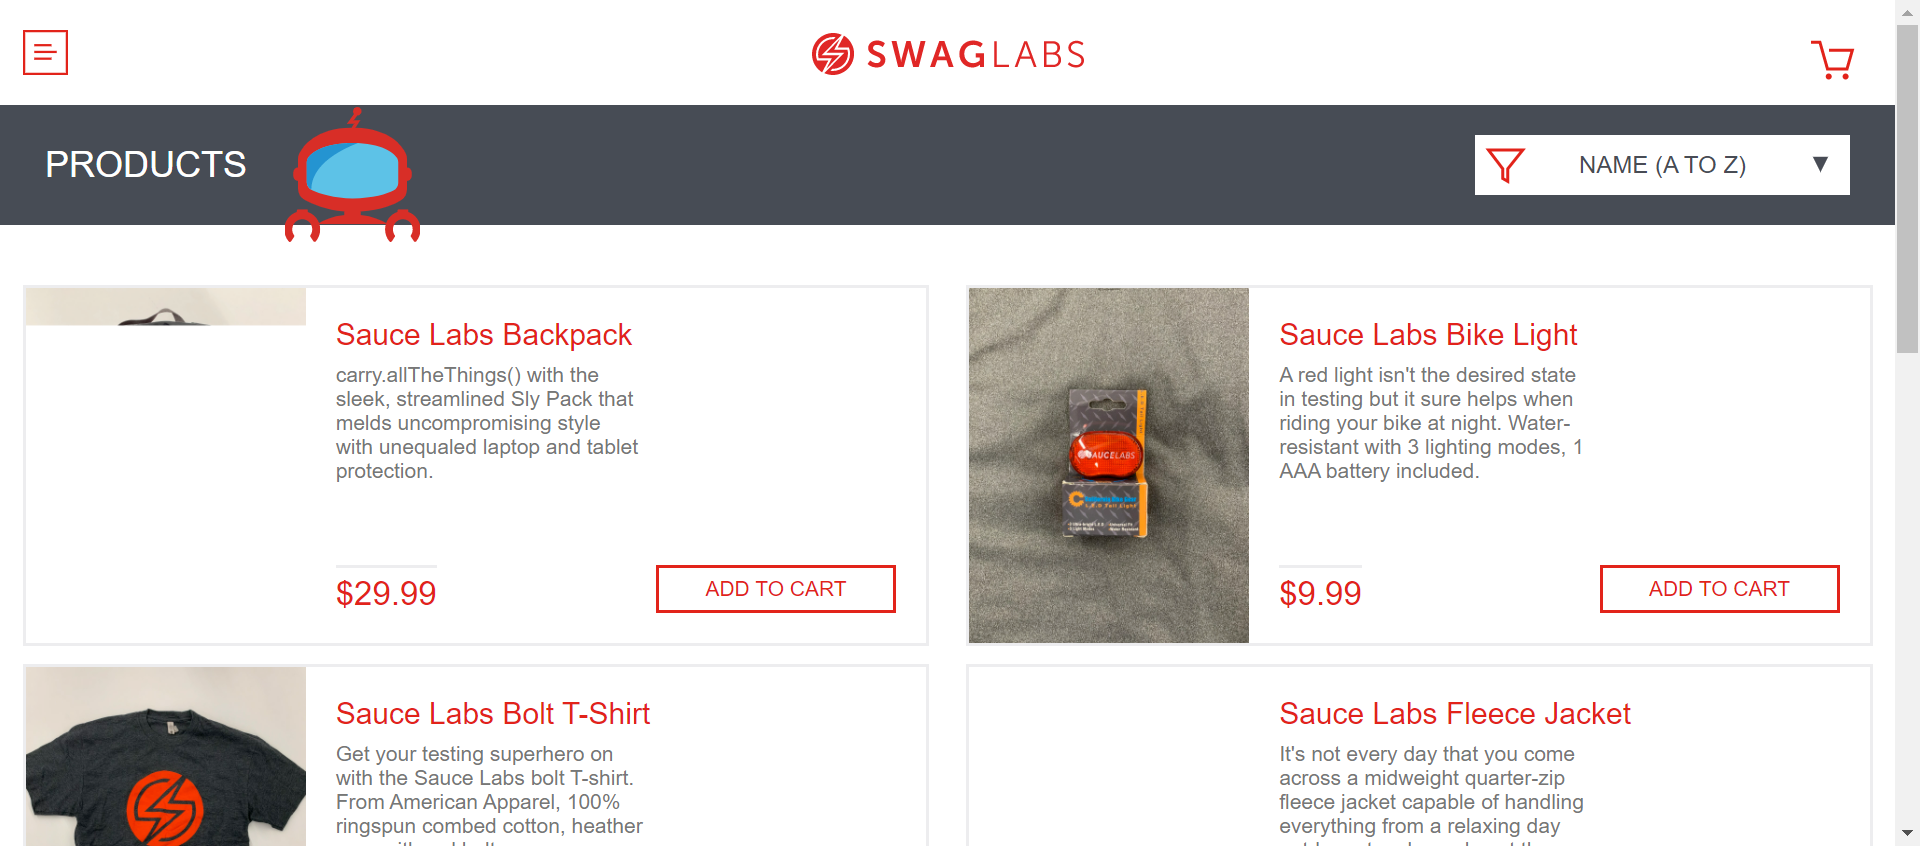 SWAGLABS
PRODUCTS
NAME (A TO Z) ▼
Sauce Labs Backpack
carry.allTheThings() with the
sleek, streamlined Sly Pack that
melds uncompromising style
with unequaled laptop and tablet
protection.
$29.99
ADD TO CART
SAUCELABS
Sauce Labs Bike Light
A red light isn't the desired state
in testing but it sure helps when
riding your bike at night. Water-
resistant with 3 lighting modes, 1
AAA battery included.
$9.99
ADD TO CART
Sauce Labs Bolt T-Shirt
Get your testing superhero on
with the Sauce Labs bolt T-shirt.
From American Apparel, 100%
ringspun combed cotton, heather
Sauce Labs Fleece Jacket
It's not every day that you come
across a midweight quarter-zip
fleece jacket capable of handling
everything from a relaxing day